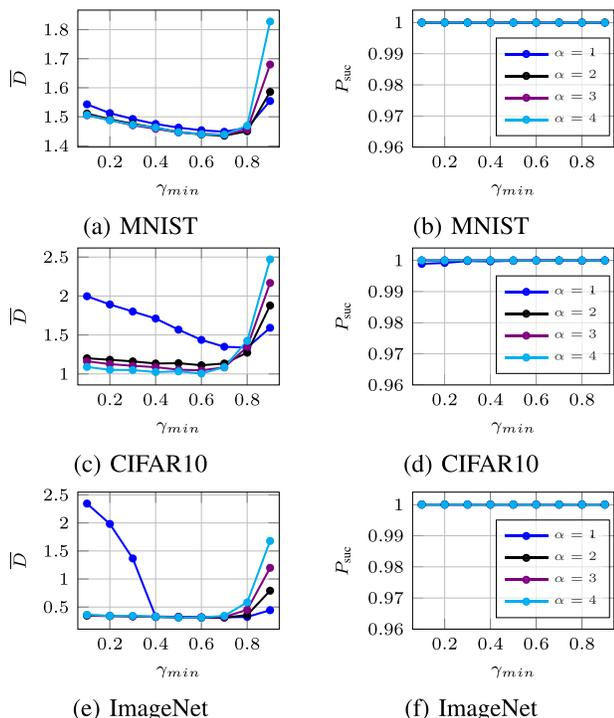 1.8
1.7
1.6
1.5
1.4
D̅
0.2 0.4 0.6 0.8
γmin
(a) MNIST
1
0.99
0.98
0.97
0.96
Psuc
α = 1
α = 2
α = 3
α = 4
0.2 0.4 0.6 0.8
γmin
(b) MNIST
2.5
2
1.5
1
D̅
0.2 0.4 0.6 0.8
γmin
(c) CIFAR10
1
0.99
0.98
0.97
0.96
Psuc
α = 1
α = 2
α = 3
α = 4
0.2 0.4 0.6 0.8
γmin
(d) CIFAR10
2.5
2
1.5
1
0.5
D̅
0.2 0.4 0.6 0.8
γmin
(e) ImageNet
1
0.99
0.98
0.97
0.96
Psuc
α = 1
α = 2
α = 3
α = 4
0.2 0.4 0.6 0.8
γmin
(f) ImageNet